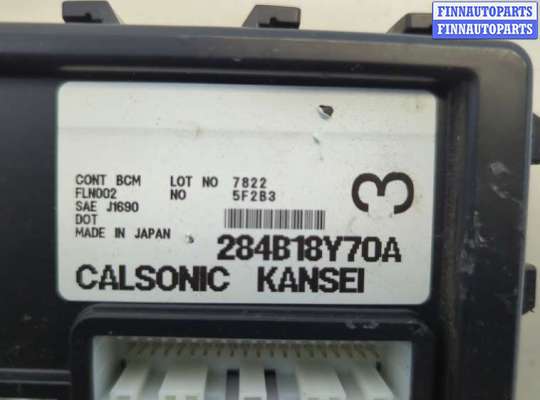 FINNAUTOPARTS
FINNAUTOPARTS
CONT BCM LOT NO 7822
FLN002 NO 5F2B3
SAE J1690
DOT
MADE IN JAPAN
3
284B18Y70A
CALSONIC KANSEI